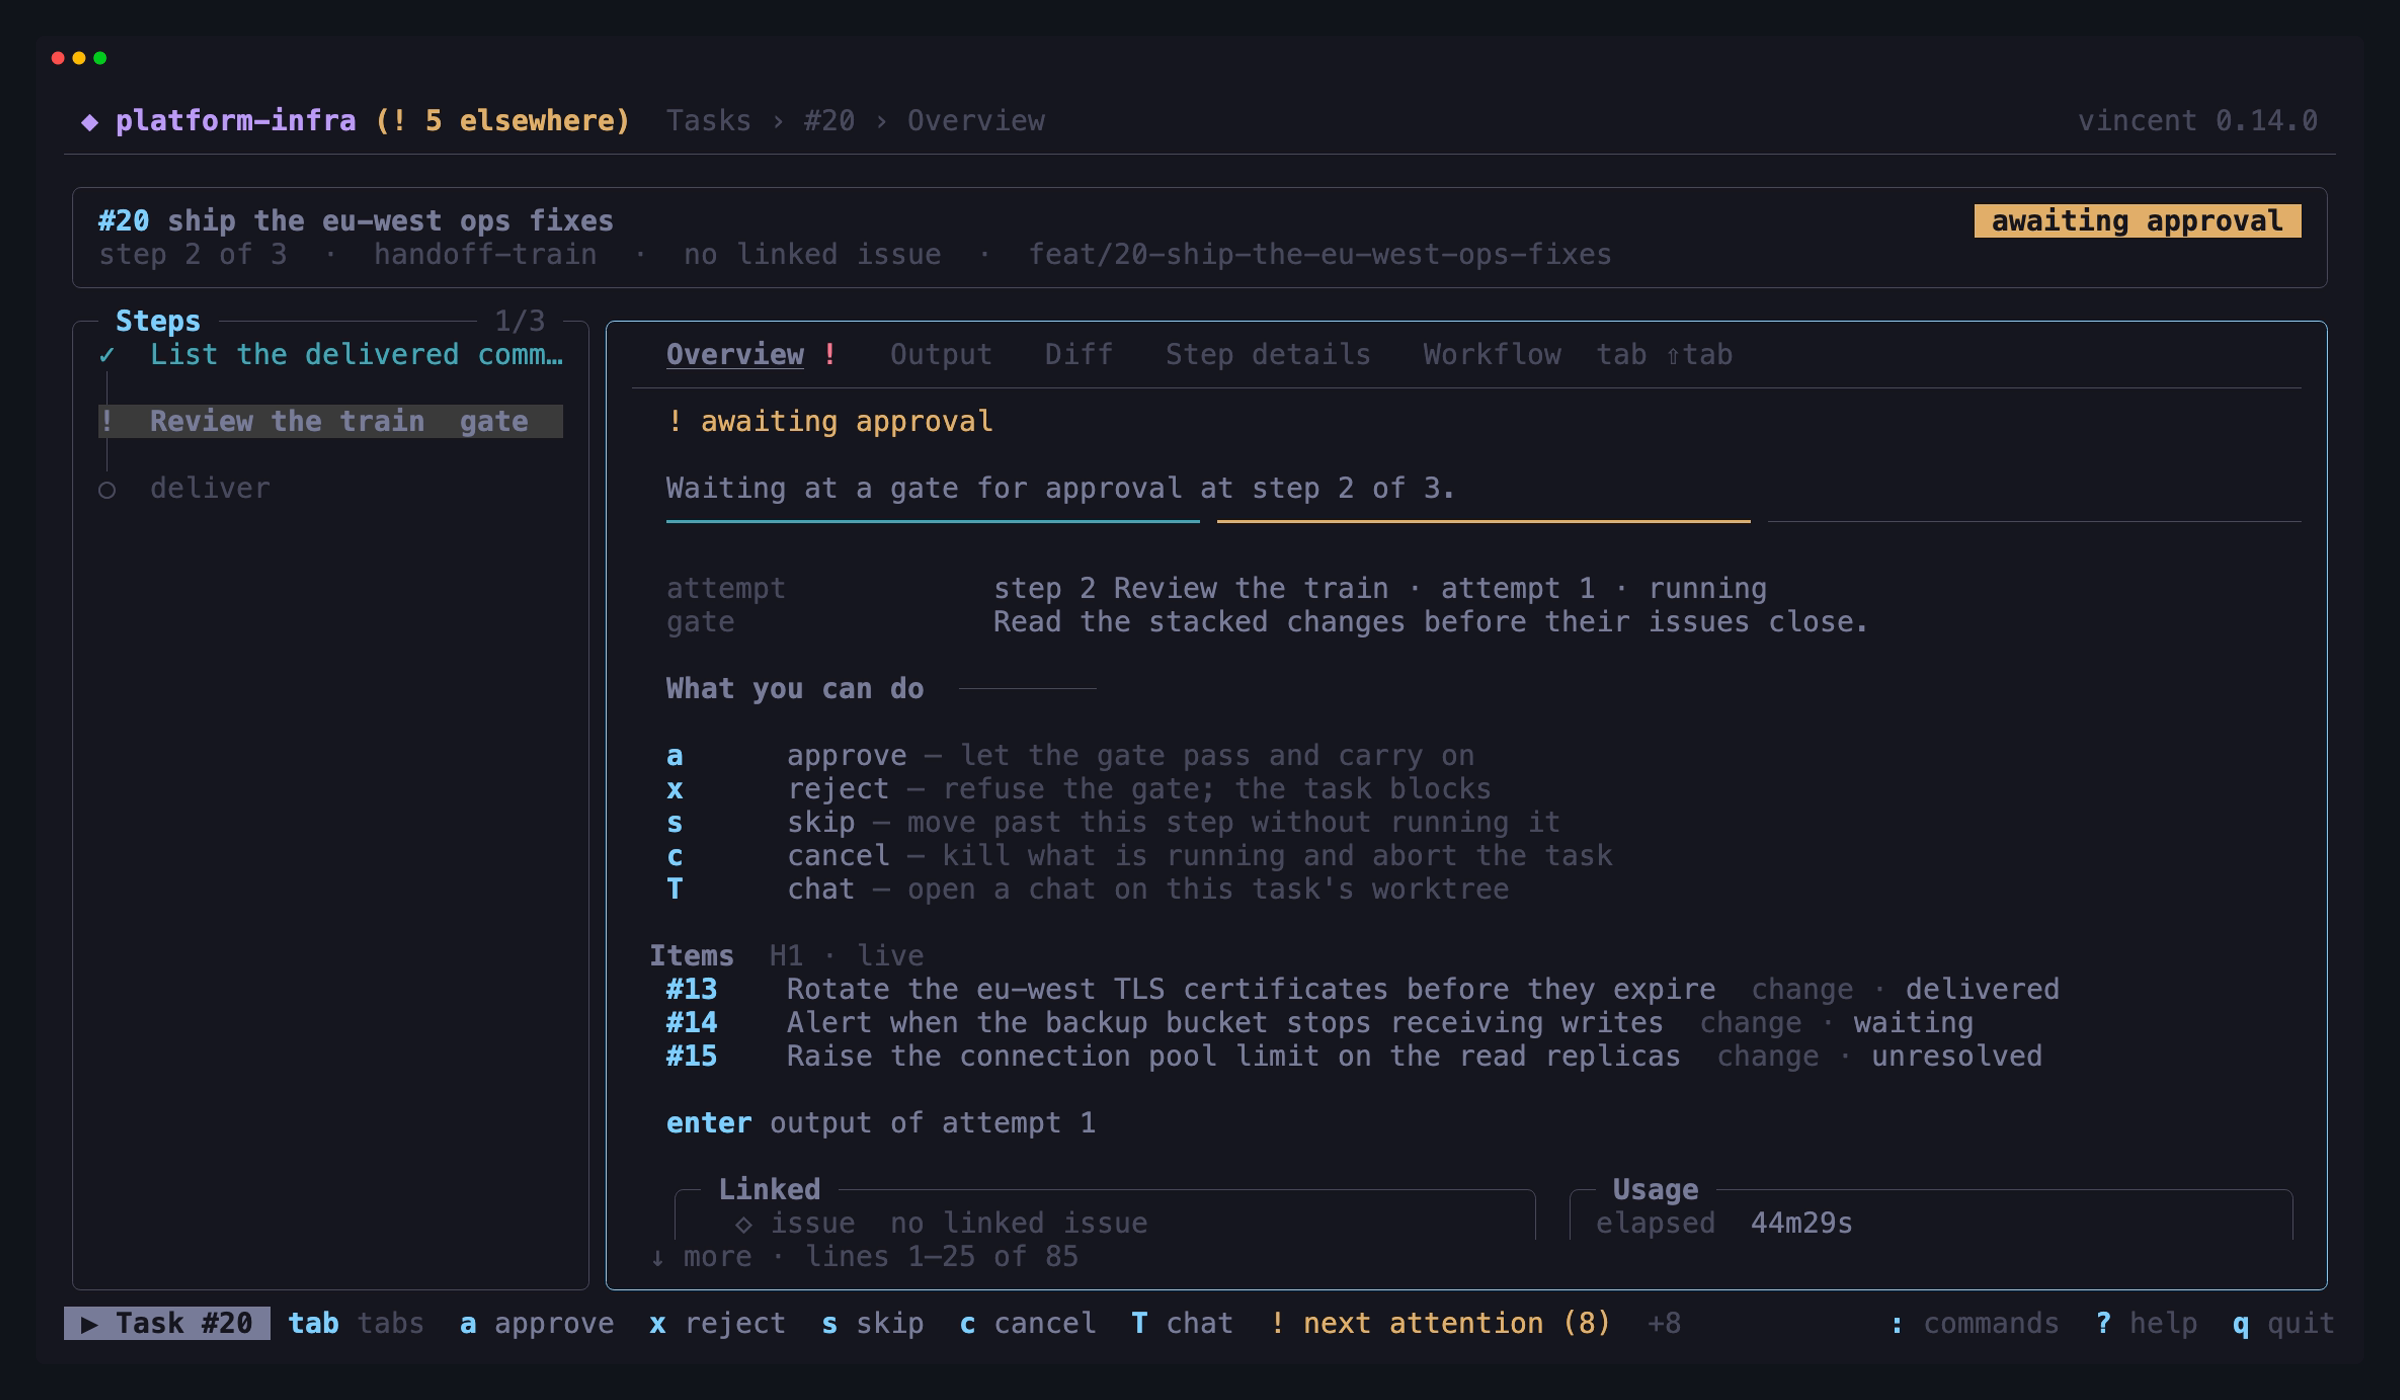 ◆ platform-infra (! 5 elsewhere)  Tasks › #20 › Overview  vincent 0.14.0
#20 ship the eu-west ops fixes  awaiting approval
step 2 of 3 · handoff-train · no linked issue · feat/20-ship-the-eu-west-ops-fixes
Steps 1/3
✓ List the delivered comm…
! Review the train gate
○ deliver
Overview ! Output Diff Step details Workflow tab ⇧tab
! awaiting approval
Waiting at a gate for approval at step 2 of 3.
attempt step 2 Review the train · attempt 1 · running
gate Read the stacked changes before their issues close.
What you can do
a approve — let the gate pass and carry on
x reject — refuse the gate; the task blocks
s skip — move past this step without running it
c cancel — kill what is running and abort the task
T chat — open a chat on this task's worktree
Items H1 · live
#13 Rotate the eu-west TLS certificates before they expire change · delivered
#14 Alert when the backup bucket stops receiving writes change · waiting
#15 Raise the connection pool limit on the read replicas change · unresolved
enter output of attempt 1
Linked
◇ issue no linked issue
Usage
elapsed 44m29s
↓ more · lines 1–25 of 85
▶ Task #20 tab tabs a approve x reject s skip c cancel T chat ! next attention (8) +8 : commands ? help q quit